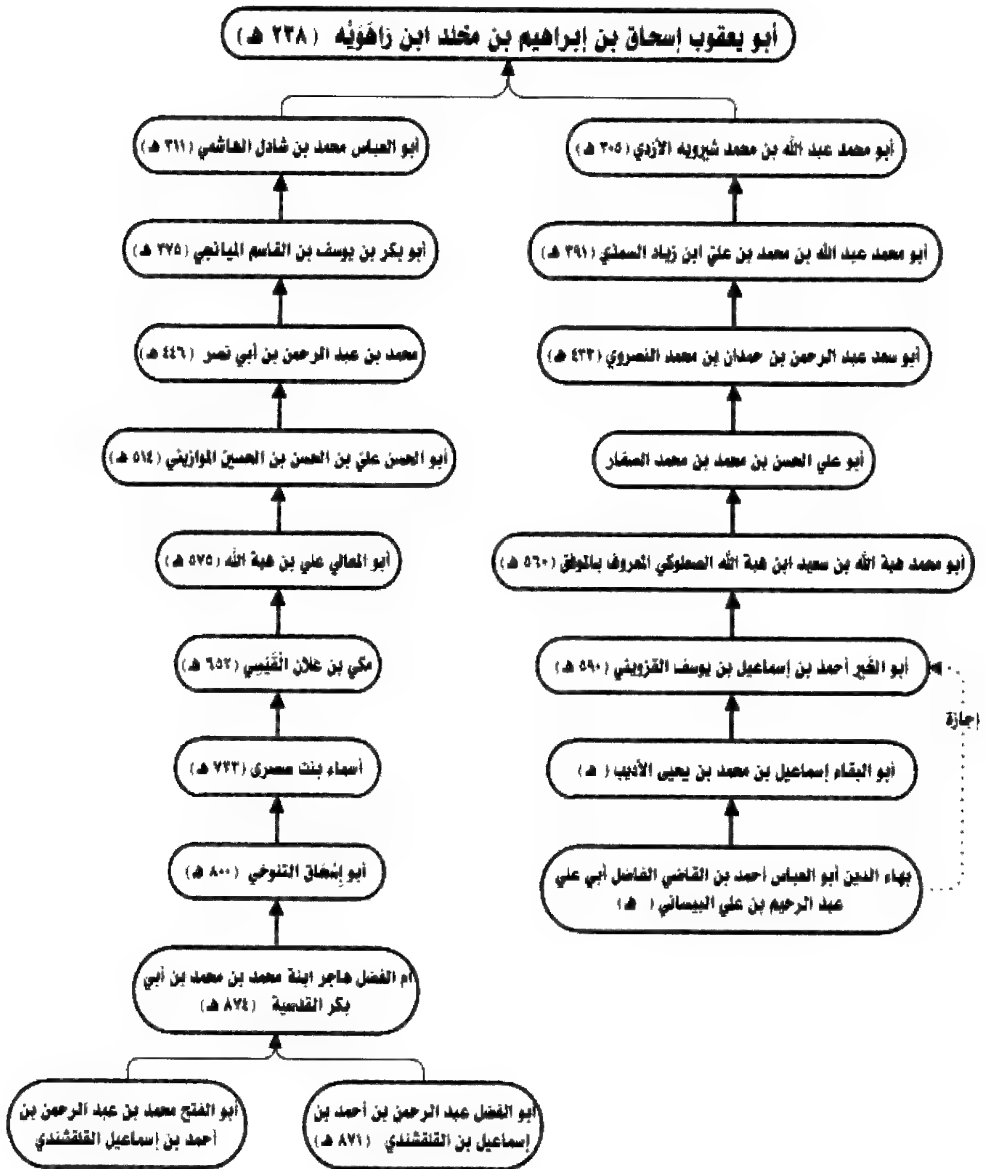 أبو يعقوب إسحاق بن إبراهيم بن مخلد ابن رَاهَوَيْه (٢٣٨ هـ)
أبو محمد عبد الله بن محمد شيرويه الأزدي (٣٠٥ هـ)
أبو محمد عبد الله بن محمد بن علي ابن زياد السمذي (٣٩١ هـ)
أبو سعد عبد الرحمن بن حمدان بن محمد النصروي (٤٣٣ هـ)
أبو علي الحسن بن محمد بن محمد الصفار
أبو محمد هبة الله بن سعيد ابن هبة الله الصعلوكي المعروف بالموفق (٥٦٠ هـ)
أبو الخَير أحمد بن إسماعيل بن يوسف القزويني (٥٩٠ هـ)
إجازة
أبو البقاء إسماعيل بن محمد بن يحيى الأديب ( هـ)
بهاء الدين أبو العباس أحمد بن القاضي الفاضل أبي علي
عبد الرحيم بن علي البيساني ( هـ)
أبو العباس محمد بن شادل الهاشمي (٣١١ هـ)
أبو بكر بن يوسف بن القاسم الميانجي (٣٧٥ هـ)
محمد بن عبد الرحمن بن أبي نصر (٤٤٦ هـ)
أبو الحسن عليّ بن الحسن بن الحسين الموازيني (٥١٤ هـ)
أبو المعالي علي بن هبة الله (٥٧٥ هـ)
مكي بن عَلان الْقَيْسِي (٦٥٢ هـ)
أسماء بنت صصرى (٧٣٣ هـ)
أبو إِسْحَاق التنوخي (٨٠٠ هـ)
ام الفضل هاجر ابنة محمد بن محمد بن أبي
بكر القدسية (٨٧٤ هـ)
أبو الفضل عبد الرحمن بن أحمد بن
إسماعيل بن القلقشندي (٨٧١ هـ)
أبو الفتح محمد بن عبد الرحمن بن
أحمد بن إسماعيل القلقشندي